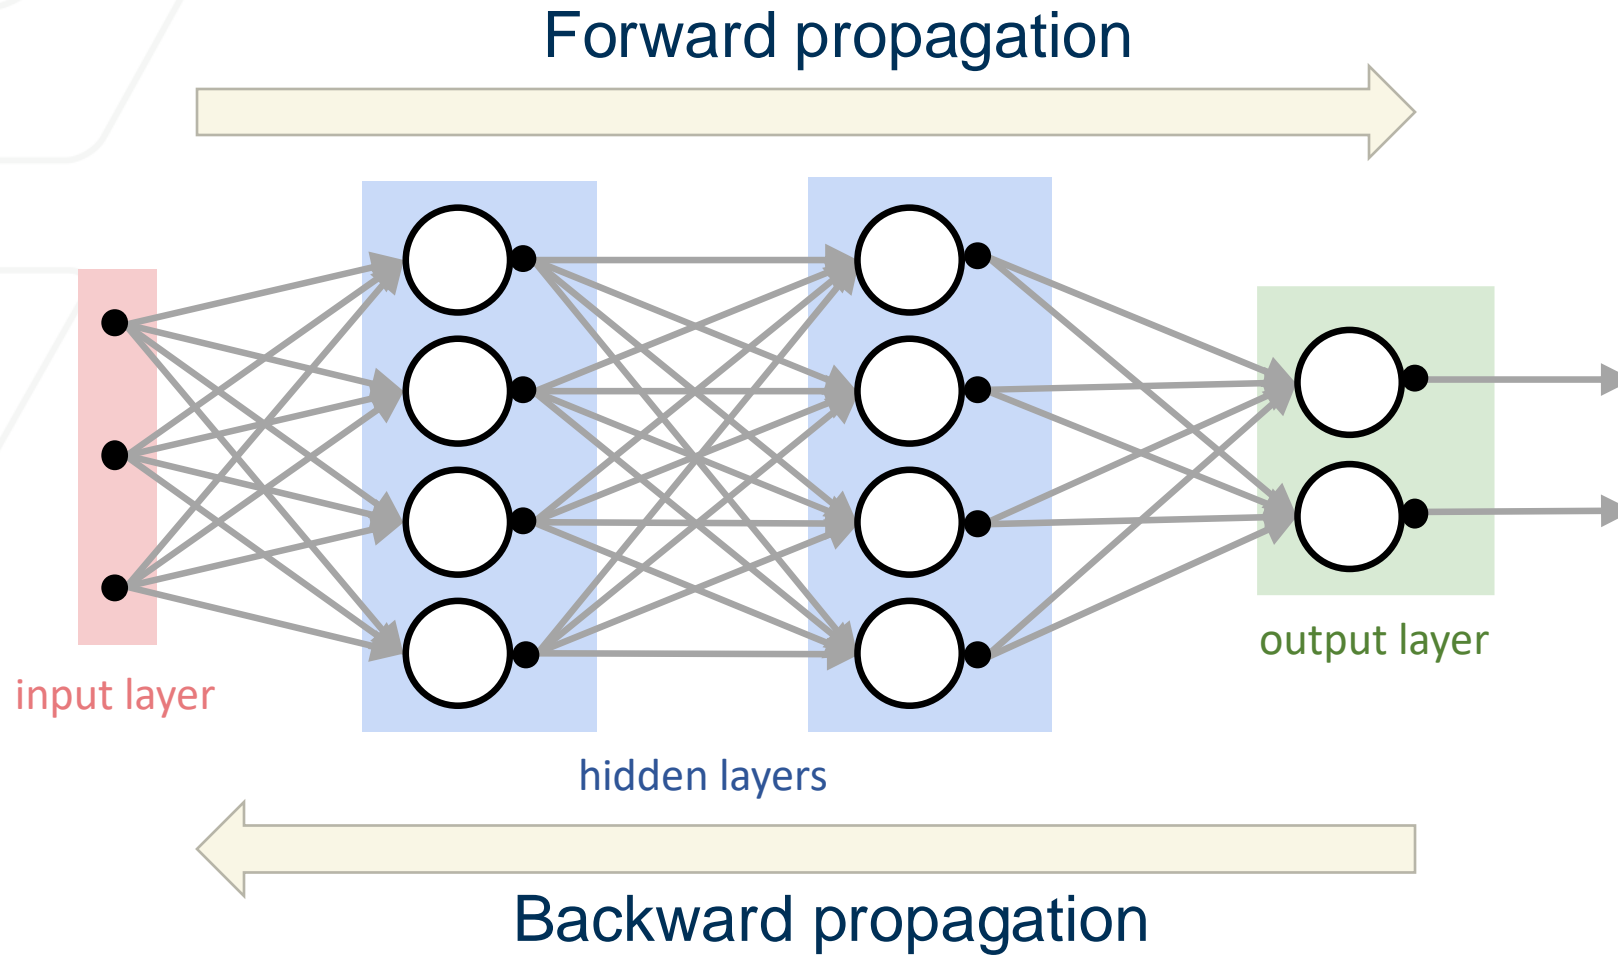 Forward propagation
output layer
input layer
hidden layers
Backward propagation